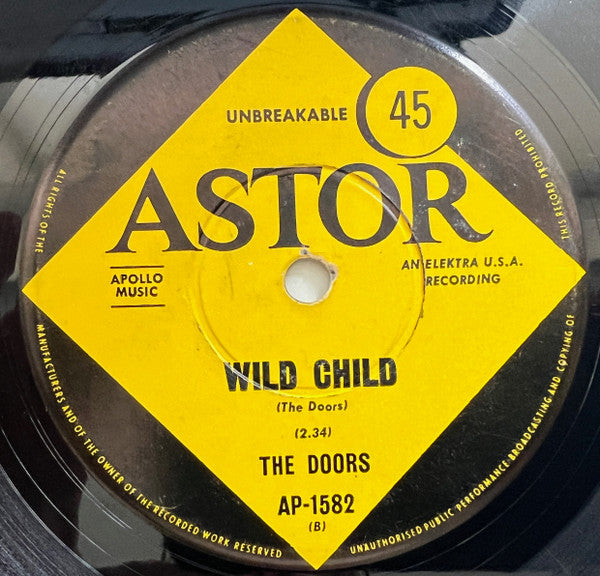 UNBREAKABLE
45
ASTOR
APOLLO
MUSIC
AN ELEKTRA U.S.A.
RECORDING
WILD CHILD
(The Doors)
(2.34)
THE DOORS
AP-1582
(B)
ALL RIGHTS OF THE
MANUFACTURERS AND OF THE OWNER OF THE RECORDED WORK RESERVED
UNAUTHORISED PUBLIC PERFORMANCE·BROADCASTING AND COPYING OF
THIS RECORD PROHIBITED